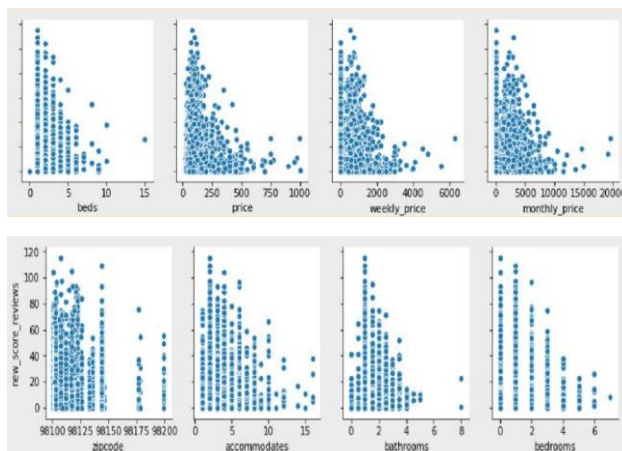 0 5 10 15
beds
0 250 500 750 1000
price
0 2000 4000 6000
weekly_price
0 5000 10000 15000 20000
monthly_price
new_score_reviews
120
100
80
60
40
20
0
98100 98125 98150 98175 98200
zipcode
0 5 10 15
accommodates
0 2 4 6 8
bathrooms
0 2 4 6
bedrooms